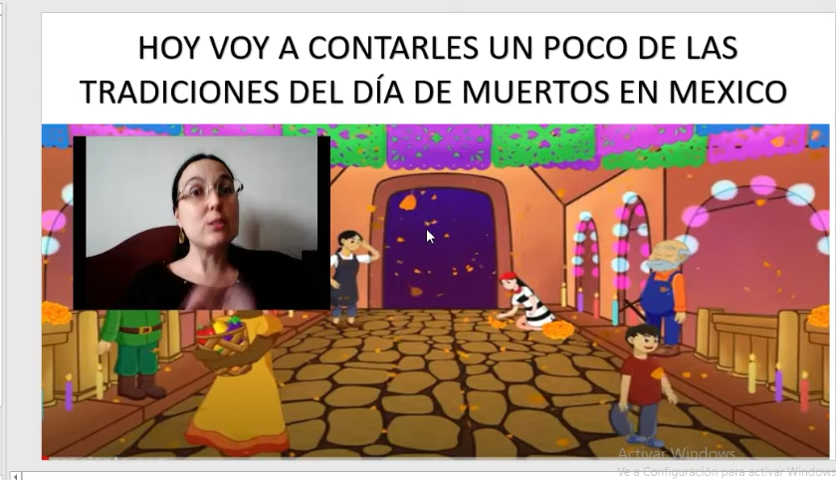 HOY VOY A CONTARLES UN POCO DE LAS
TRADICIONES DEL DÍA DE MUERTOS EN MEXICO
Activar Windows
Ve a Configuración para activar Windows